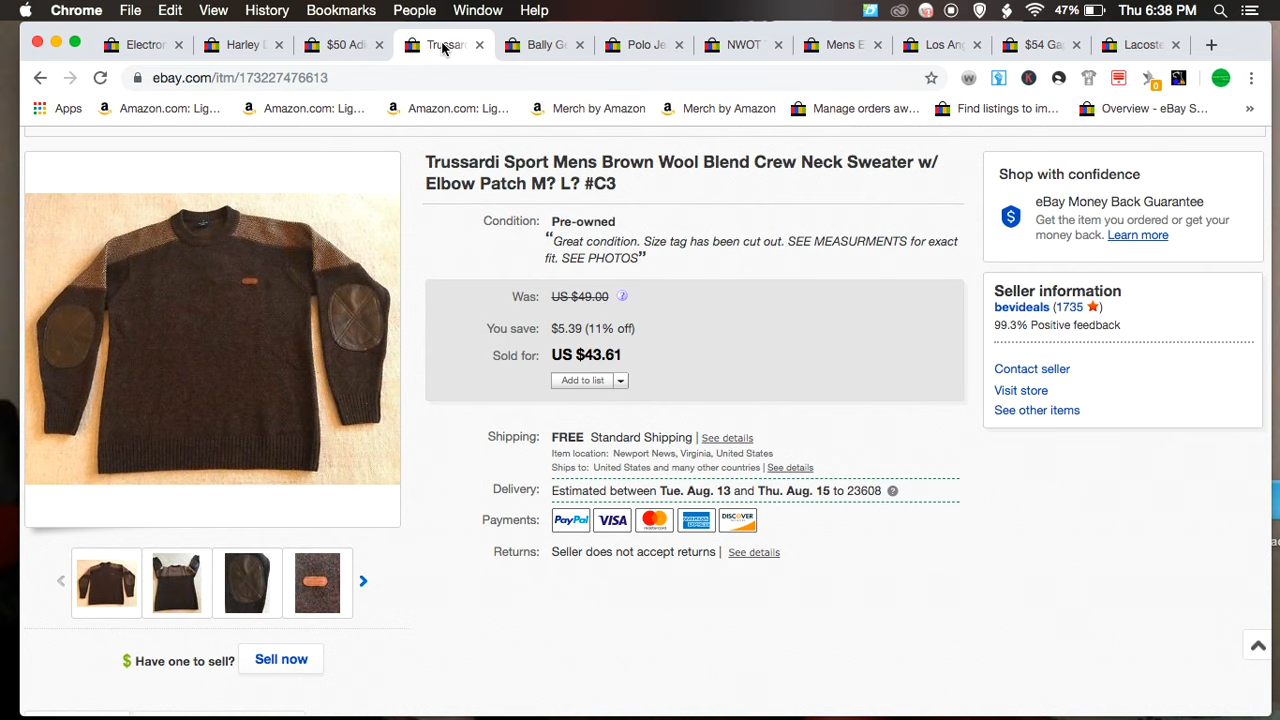 Chrome File Edit View History Bookmarks People Window Help 47% Thu 6:38 PM
Electron Harley D $50 Adi Trussar Bally Go Polo Je NWOT Mens E Los Ang $54 Ga Lacoste
ebay.com/itm/173227476613
Apps Amazon.com: Lig... Amazon.com: Lig... Amazon.com: Lig... Merch by Amazon Merch by Amazon Manage orders aw... Find listings to im... Overview - eBay S... »
Trussardi Sport Mens Brown Wool Blend Crew Neck Sweater w/
Elbow Patch M? L? #C3
Condition: Pre-owned
“Great condition. Size tag has been cut out. SEE MEASURMENTS for exact
fit. SEE PHOTOS”
Was: US $49.00
You save: $5.39 (11% off)
Sold for: US $43.61
Add to list
Shipping: FREE Standard Shipping | See details
Item location: Newport News, Virginia, United States
Ships to: United States and many other countries | See details
Delivery: Estimated between Tue. Aug. 13 and Thu. Aug. 15 to 23608
Payments: PayPal VISA MasterCard AMERICAN EXPRESS DISCOVER
Returns: Seller does not accept returns | See details
Shop with confidence
eBay Money Back Guarantee
Get the item you ordered or get your
money back. Learn more
Seller information
bevideals (1735)
99.3% Positive feedback
Contact seller
Visit store
See other items
$ Have one to sell? Sell now